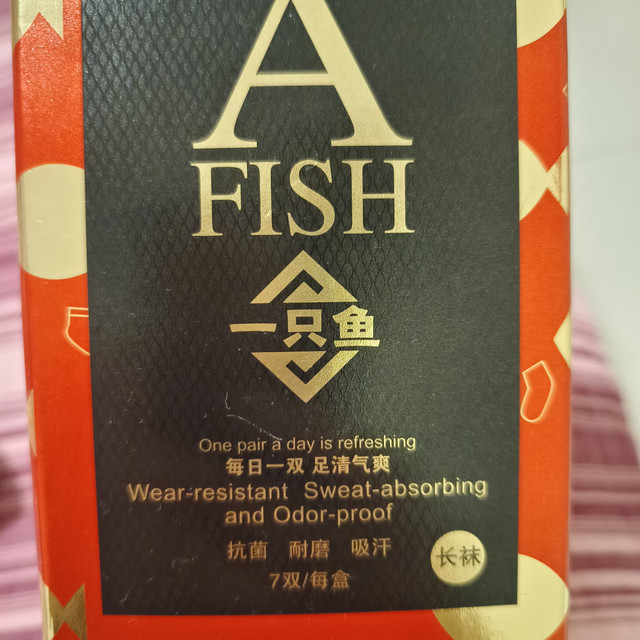 A
FISH
一只鱼
One pair a day is refreshing
每日一双 足清气爽
Wear-resistant Sweat-absorbing
and Odor-proof
抗菌 耐磨 吸汗
长袜
7双/每盒